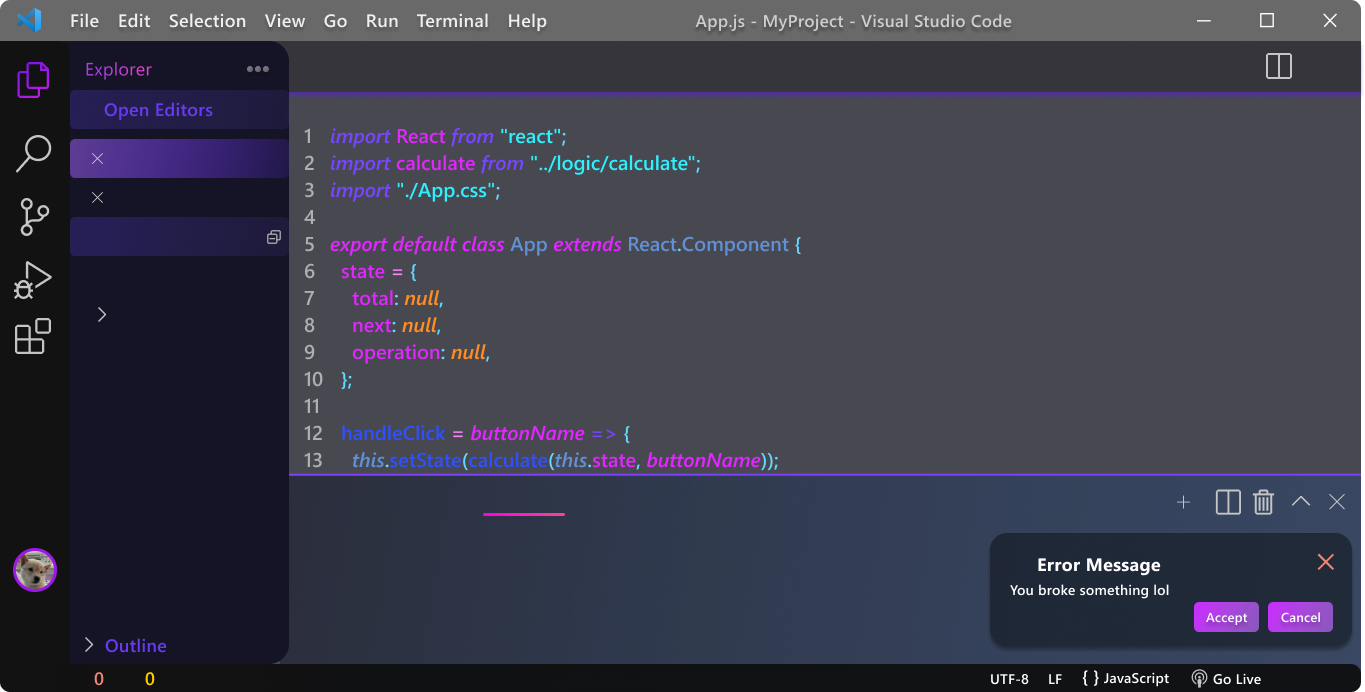 File Edit Selection View Go Run Terminal Help App.js - MyProject - Visual Studio Code
Explorer
Open Editors
1 import React from "react";
2 import calculate from "../logic/calculate";
3 import "./App.css";
4
5 export default class App extends React.Component {
6 state = {
7 total: null,
8 next: null,
9 operation: null,
10 };
11
12 handleClick = buttonName => {
13 this.setState(calculate(this.state, buttonName));
Error Message
You broke something lol
Accept Cancel
Outline
0 0 UTF-8 LF { } JavaScript Go Live